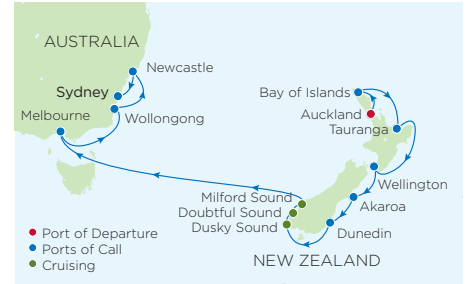 AUSTRALIA
Newcastle
Sydney
Melbourne
Wollongong
Bay of Islands
Auckland
Tauranga
Wellington
Milford Sound
Akaroa
Doubtful Sound
Dusky Sound
Dunedin
NEW ZEALAND
Port of Departure
Ports of Call
Cruising